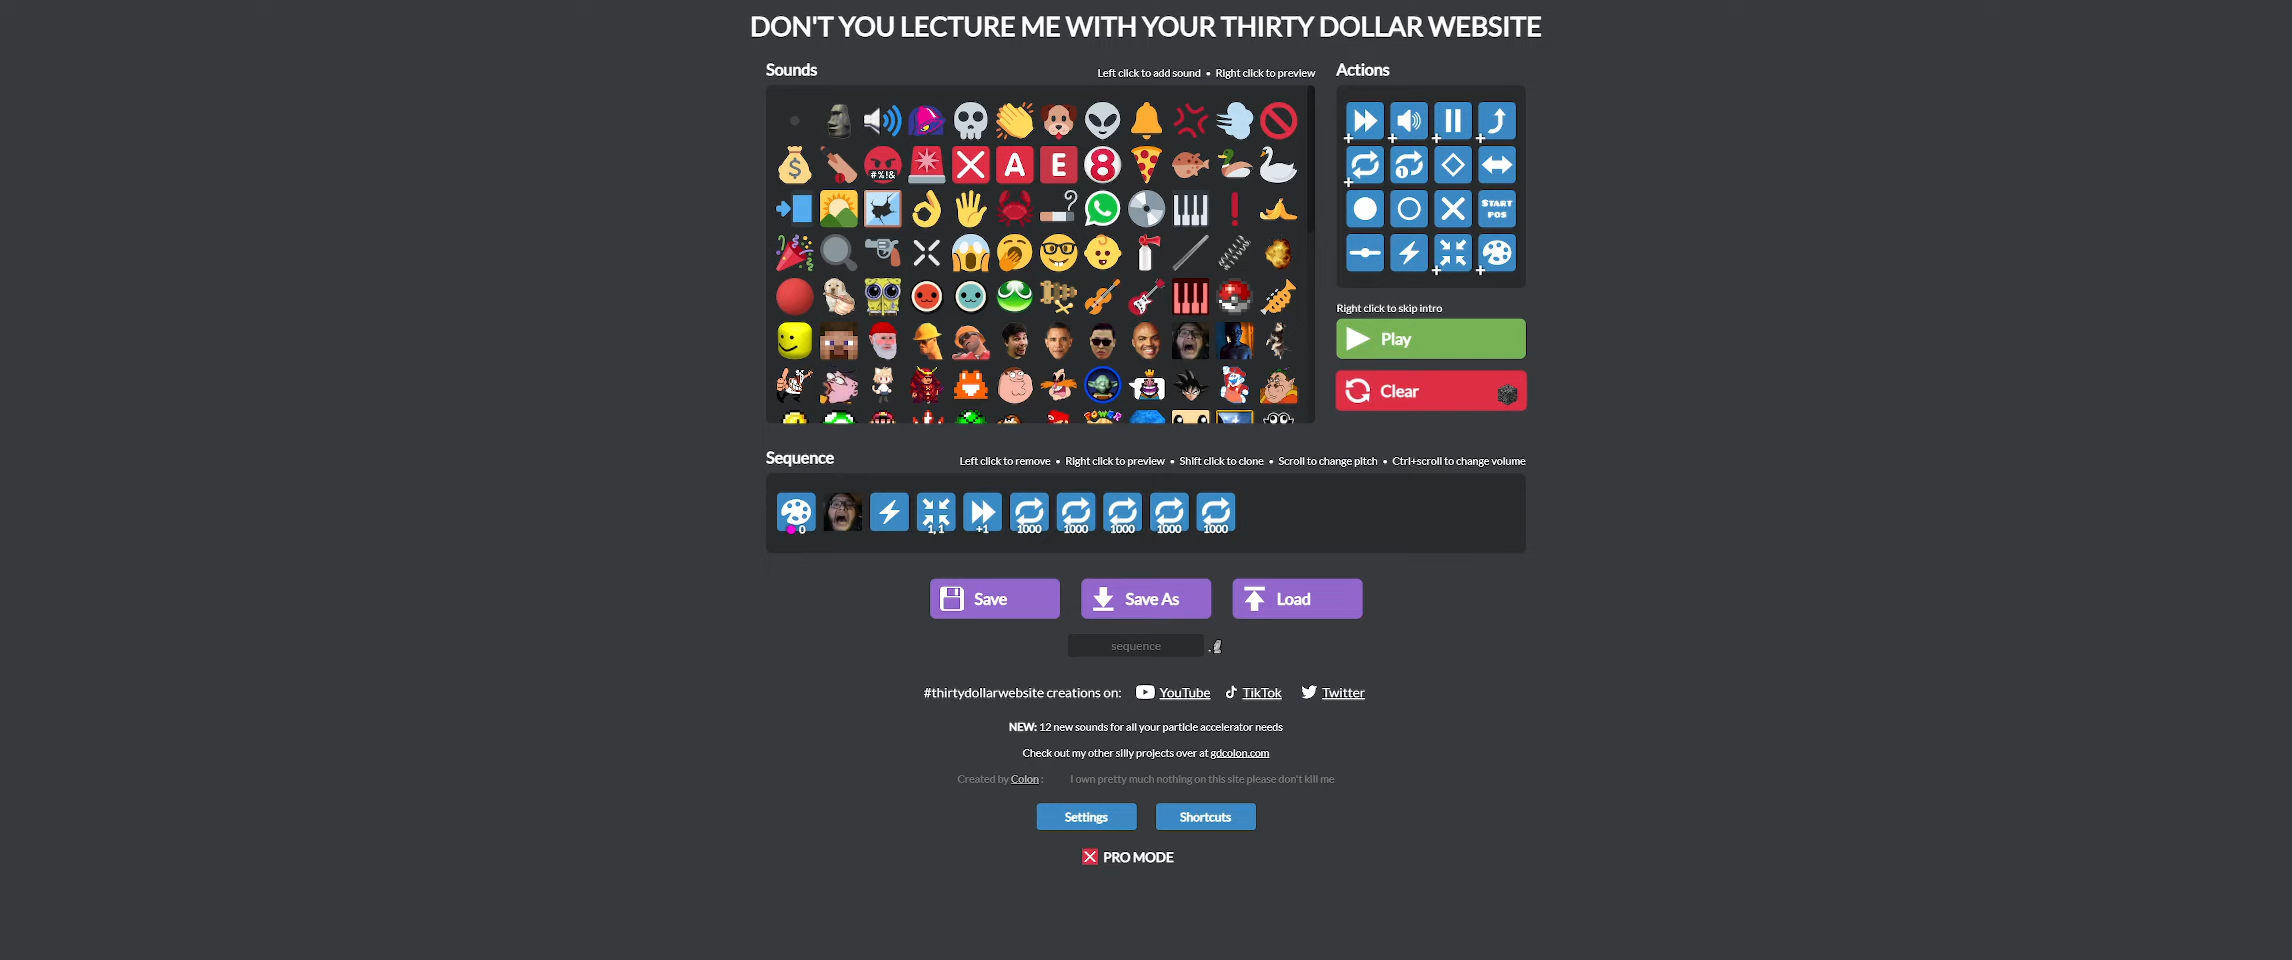 DON'T YOU LECTURE ME WITH YOUR THIRTY DOLLAR WEBSITE
Sounds
Left click to add sound • Right click to preview
Actions
#%!&
A
E
8
1
START POS
POWER
Right click to skip intro
Play
Clear
Sequence
Left click to remove • Right click to preview • Shift click to clone • Scroll to change pitch • Ctrl+scroll to change volume
0
1, 1
+1
1000
1000
1000
1000
1000
Save
Save As
Load
sequence
#thirtydollarwebsite creations on: YouTube TikTok Twitter
NEW: 12 new sounds for all your particle accelerator needs
Check out my other silly projects over at gdcolon.com
Created by Colon : I own pretty much nothing on this site please don't kill me
Settings
Shortcuts
PRO MODE